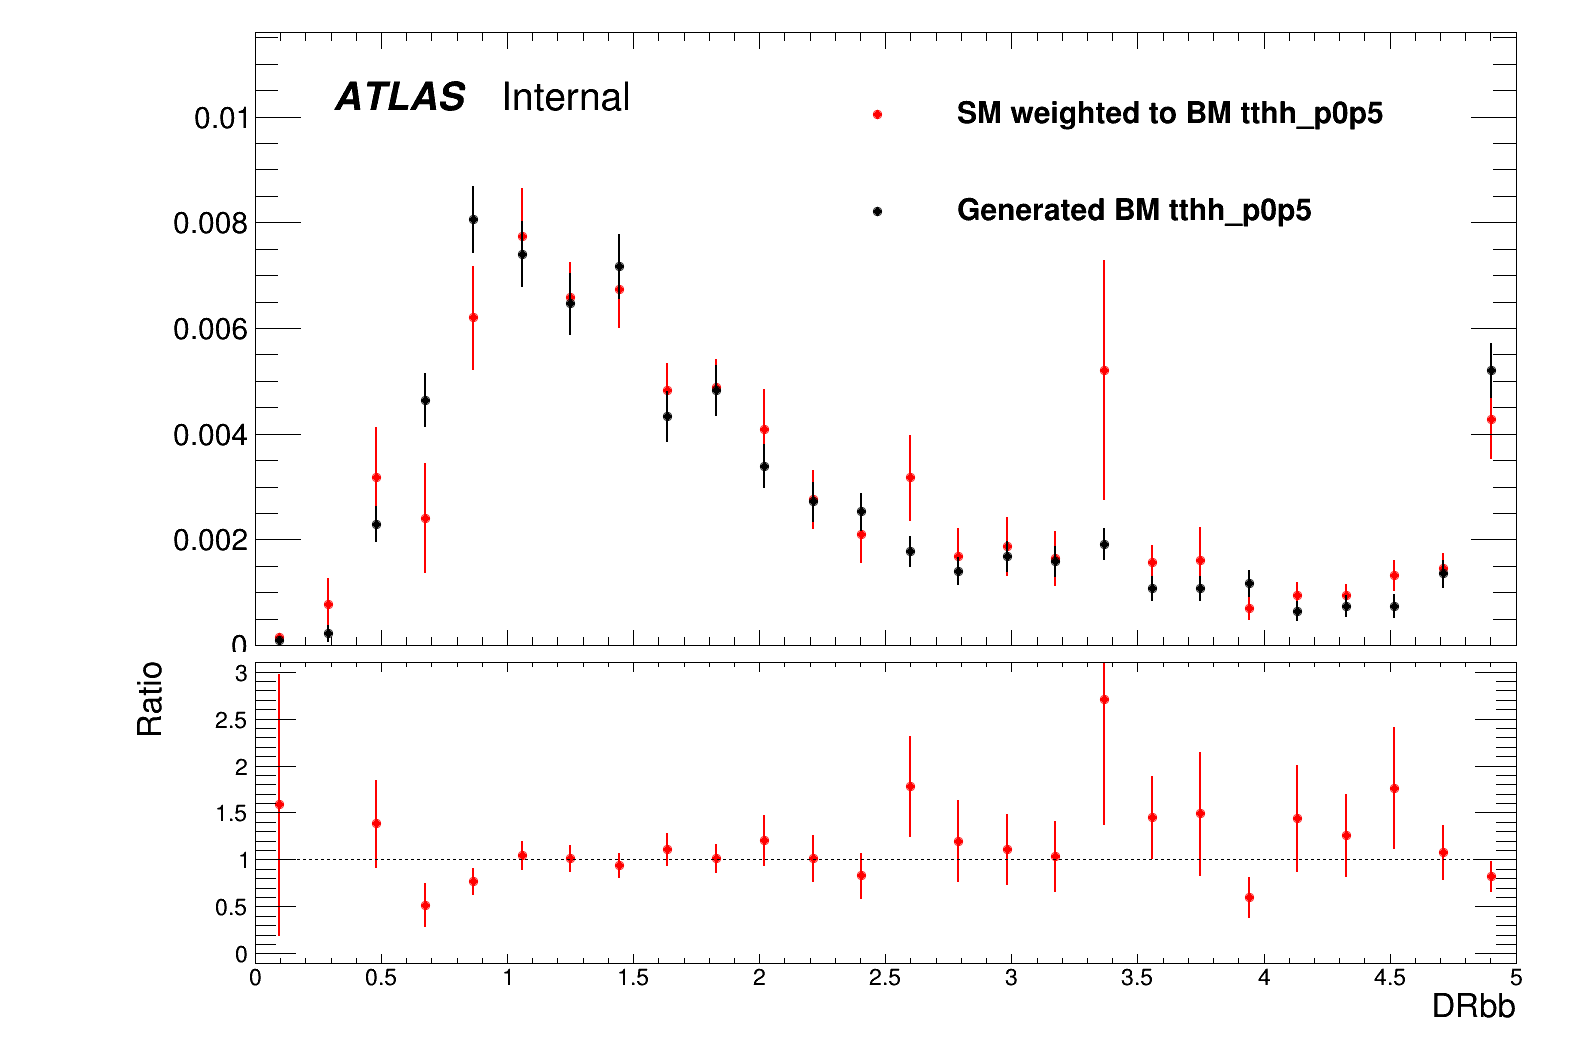 ATLAS Internal
SM weighted to BM tthh_p0p5
Generated BM tthh_p0p5
0.01
0.008
0.006
0.004
0.002
0
Ratio
3
2.5
2
1.5
1
0.5
0
0 0.5 1 1.5 2 2.5 3 3.5 4 4.5 5
DRbb